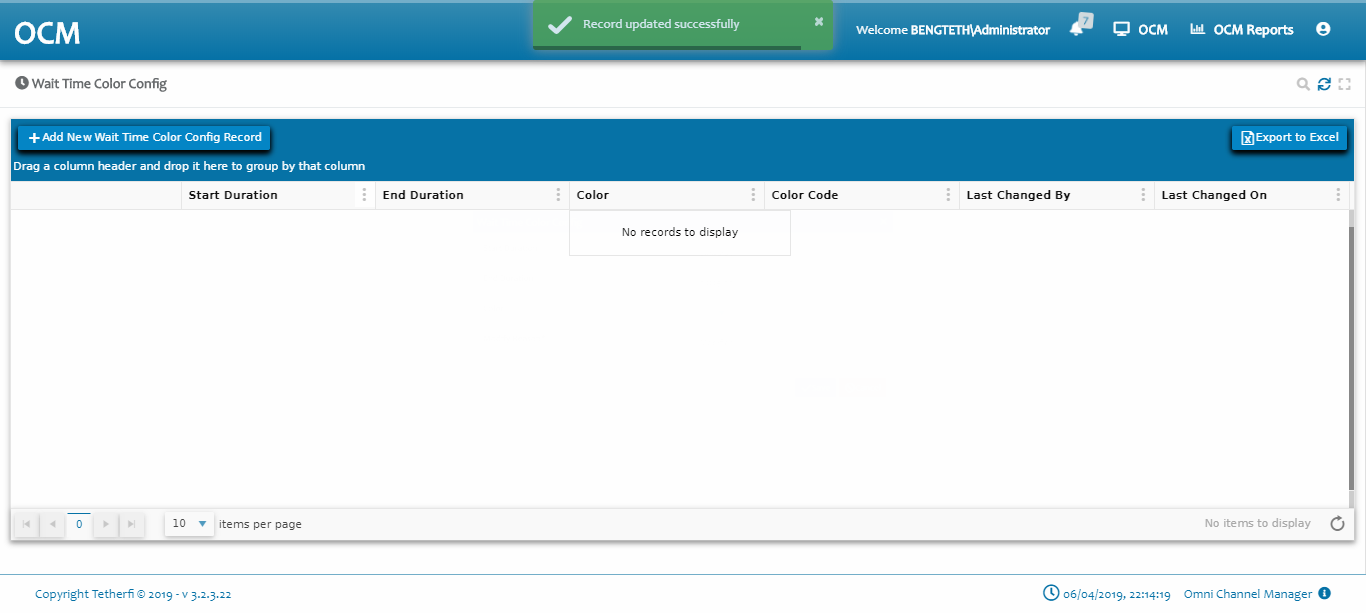 OCM
Record updated successfully
Welcome BENGTETH\Administrator
7
OCM
OCM Reports
Wait Time Color Config
Add New Wait Time Color Config Record
Export to Excel
Drag a column header and drop it here to group by that column
Start Duration
End Duration
Color
Color Code
Last Changed By
Last Changed On
No records to display
0
10
items per page
No items to display
Copyright Tetherfi © 2019 - v 3.2.3.22
06/04/2019, 22:14:19
Omni Channel Manager